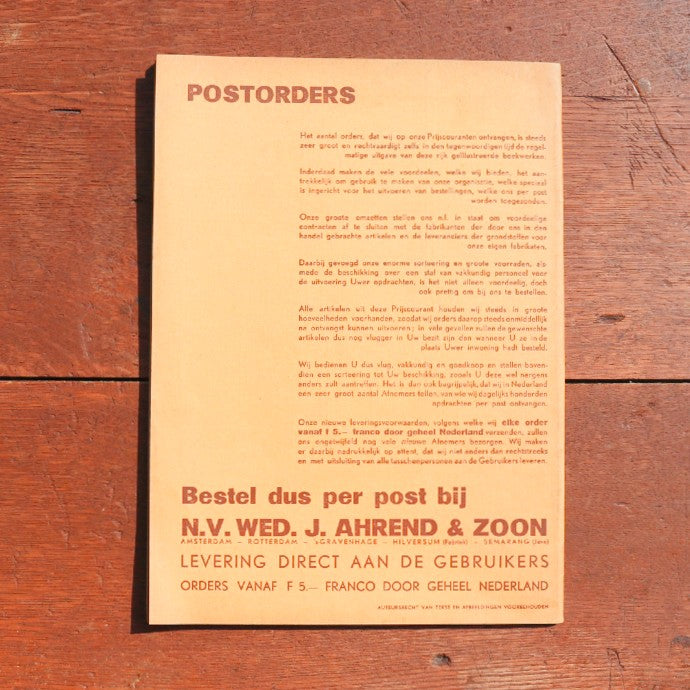 POSTORDERS
Het aantal orders, dat wij op onze Prijscouranten ontvangen, is steeds
zeer groot en rechtvaardigt zelfs in den tegenwoordigen tijd de regel-
matige uitgave van deze rijk geïllustreerde boekwerken.
Inderdaad maken de vele voordeelen, welke wij bieden, het aan-
trekkelijk om gebruik te maken van onze organisatie, welke speciaal
is ingericht voor het uitvoeren van bestellingen, welke ons per post
worden toegezonden.
Onze groote omzetten stellen ons n.l. in staat om voordeelige
contracten af te sluiten met de fabrikanten der door ons in den
handel gebrachte artikelen en de leveranciers der grondstoffen voor
onze eigen fabrikaten.
Daarbij gevoegd onze enorme sorteering en groote voorraden, als-
mede de beschikking over een staf van vakkundig personeel voor
de uitvoering Uwer opdrachten, is het niet alleen voordeelig, doch
ook prettig om bij ons te bestellen.
Alle artikelen uit deze Prijscourant houden wij steeds in groote
hoeveelheden voorhanden, zoodat wij orders daarop steeds onmiddellijk
na ontvangst kunnen uitvoeren; in vele gevallen zullen de gewenschte
artikelen dus nog vlugger in Uw bezit zijn dan wanneer U ze in de
plaats Uwer inwoning hadt besteld.
Wij bedienen U dus vlug, vakkundig en goedkoop en stellen boven-
dien een sorteering tot Uw beschikking, zooals U deze wel nergens
anders zult aantreffen. Het is dan ook begrijpelijk, dat wij in Nederland
een zeer groot aantal Afnemers tellen, van wie wij dagelijks honderden
opdrachten per post ontvangen.
Onze nieuwe leveringsvoorwaarden, volgens welke wij elke order
vanaf f 5.— franco door geheel Nederland verzenden, zullen
ons ongetwijfeld nog vele nieuwe Afnemers bezorgen. Wij maken
er daarbij nadrukkelijk op attent, dat wij niet anders dan rechtstreeks
en met uitsluiting van alle tusschenpersonen aan de Gebruikers leveren.
Bestel dus per post bij
N.V. WED. J. AHREND & ZOON
AMSTERDAM – ROTTERDAM – 's-GRAVENHAGE – HILVERSUM (Fabriek) – SEMARANG (Java)
LEVERING DIRECT AAN DE GEBRUIKERS
ORDERS VANAF F 5.— FRANCO DOOR GEHEEL NEDERLAND
AUTEURSRECHT VAN TEKST EN AFBEELDINGEN VOORBEHOUDEN